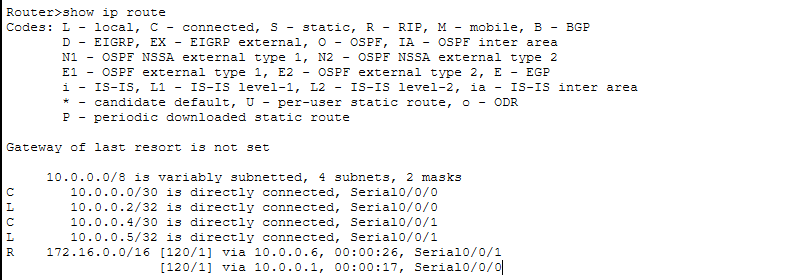 Router>show ip route
Codes: L - local, C - connected, S - static, R - RIP, M - mobile, B - BGP
       D - EIGRP, EX - EIGRP external, O - OSPF, IA - OSPF inter area
       N1 - OSPF NSSA external type 1, N2 - OSPF NSSA external type 2
       E1 - OSPF external type 1, E2 - OSPF external type 2, E - EGP
       i - IS-IS, L1 - IS-IS level-1, L2 - IS-IS level-2, ia - IS-IS inter area
       * - candidate default, U - per-user static route, o - ODR
       P - periodic downloaded static route

Gateway of last resort is not set

     10.0.0.0/8 is variably subnetted, 4 subnets, 2 masks
C       10.0.0.0/30 is directly connected, Serial0/0/0
L       10.0.0.2/32 is directly connected, Serial0/0/0
C       10.0.0.4/30 is directly connected, Serial0/0/1
L       10.0.0.5/32 is directly connected, Serial0/0/1
R    172.16.0.0/16 [120/1] via 10.0.0.6, 00:00:26, Serial0/0/1
                   [120/1] via 10.0.0.1, 00:00:17, Serial0/0/0